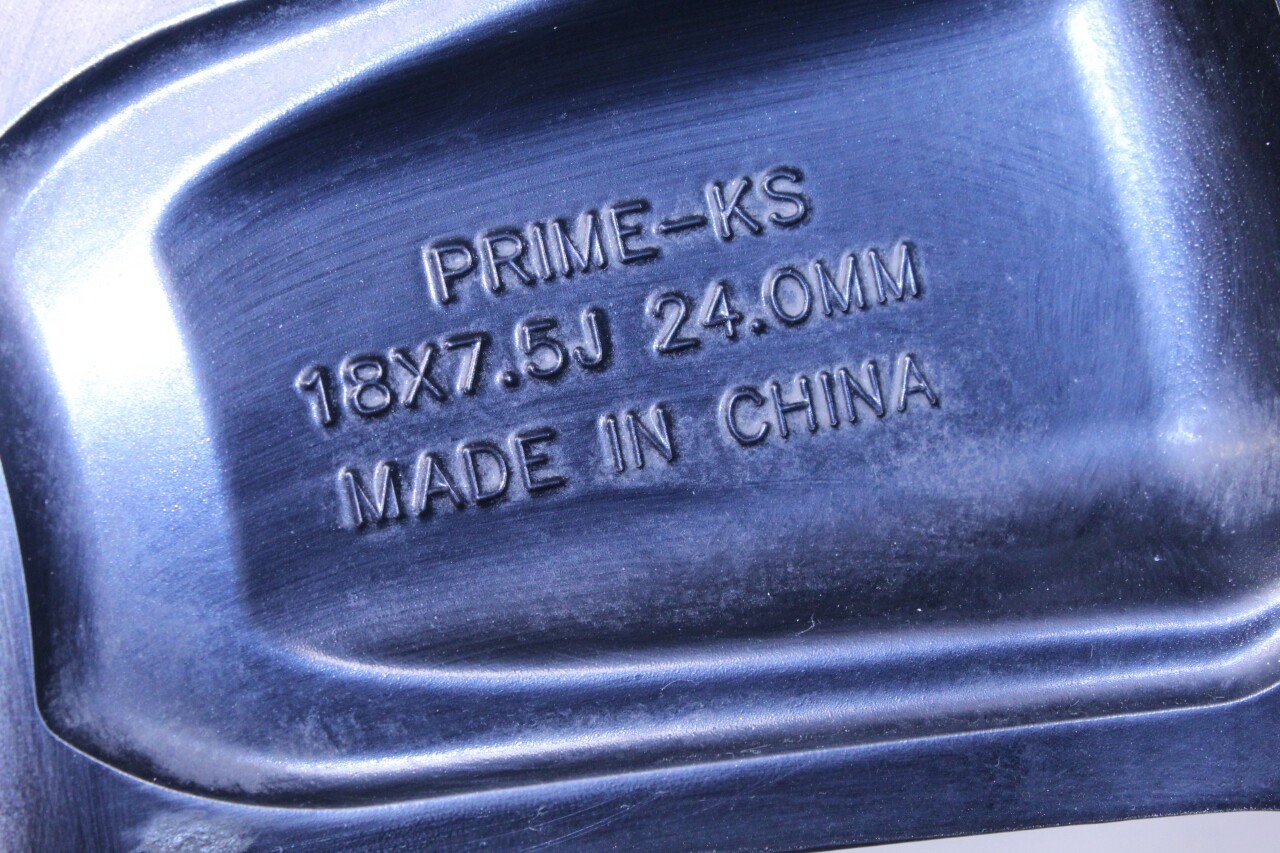 PRIME-KS
18X7.5J 24.0MM
MADE IN CHINA